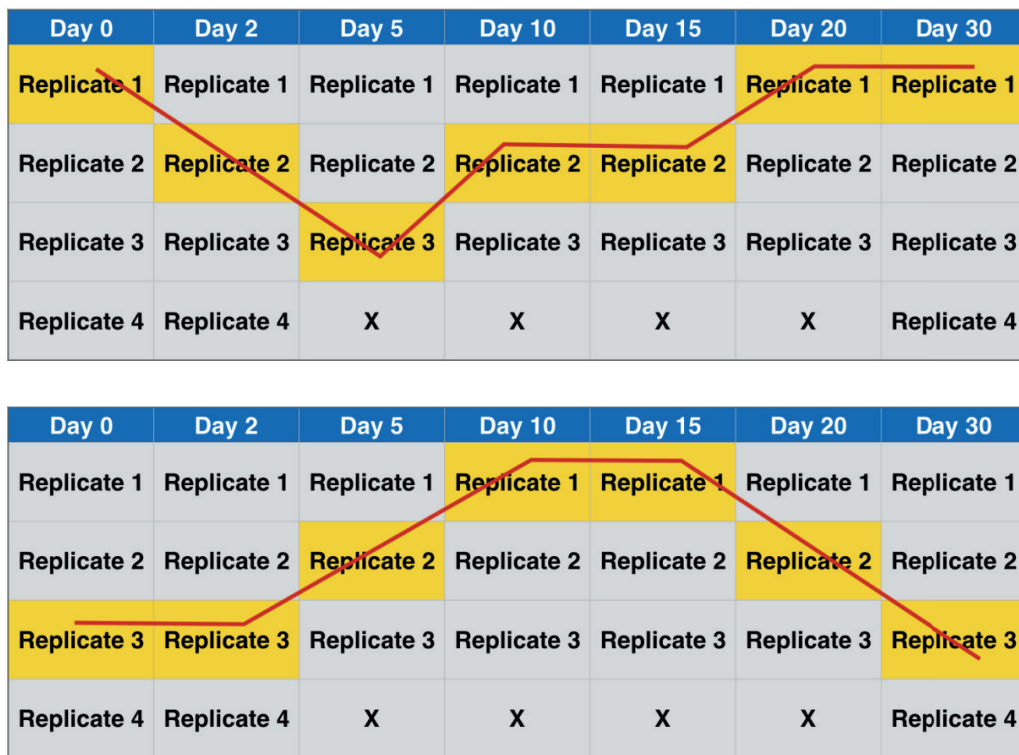 Day 0 Day 2 Day 5 Day 10 Day 15 Day 20 Day 30
Replicate 1 Replicate 1 Replicate 1 Replicate 1 Replicate 1 Replicate 1 Replicate 1
Replicate 2 Replicate 2 Replicate 2 Replicate 2 Replicate 2 Replicate 2 Replicate 2
Replicate 3 Replicate 3 Replicate 3 Replicate 3 Replicate 3 Replicate 3 Replicate 3
Replicate 4 Replicate 4 X X X X Replicate 4
Day 0 Day 2 Day 5 Day 10 Day 15 Day 20 Day 30
Replicate 1 Replicate 1 Replicate 1 Replicate 1 Replicate 1 Replicate 1 Replicate 1
Replicate 2 Replicate 2 Replicate 2 Replicate 2 Replicate 2 Replicate 2 Replicate 2
Replicate 3 Replicate 3 Replicate 3 Replicate 3 Replicate 3 Replicate 3 Replicate 3
Replicate 4 Replicate 4 X X X X Replicate 4